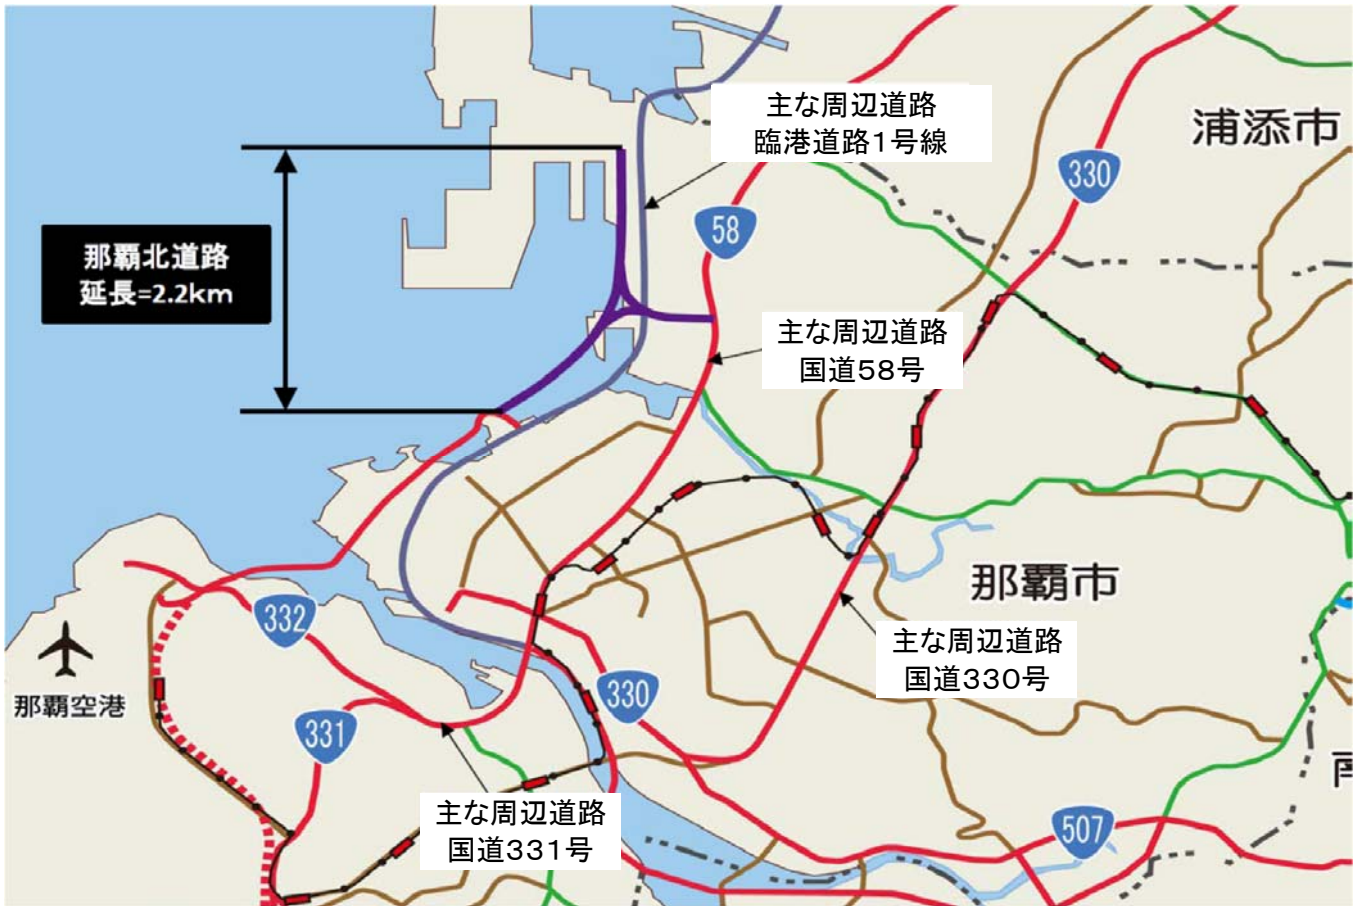 主な周辺道路
臨港道路1号線
浦添市
330
58
那覇北道路
延長=2.2km
主な周辺道路
国道58号
那覇市
332
主な周辺道路
国道330号
330
那覇空港
331
主な周辺道路
国道331号
507